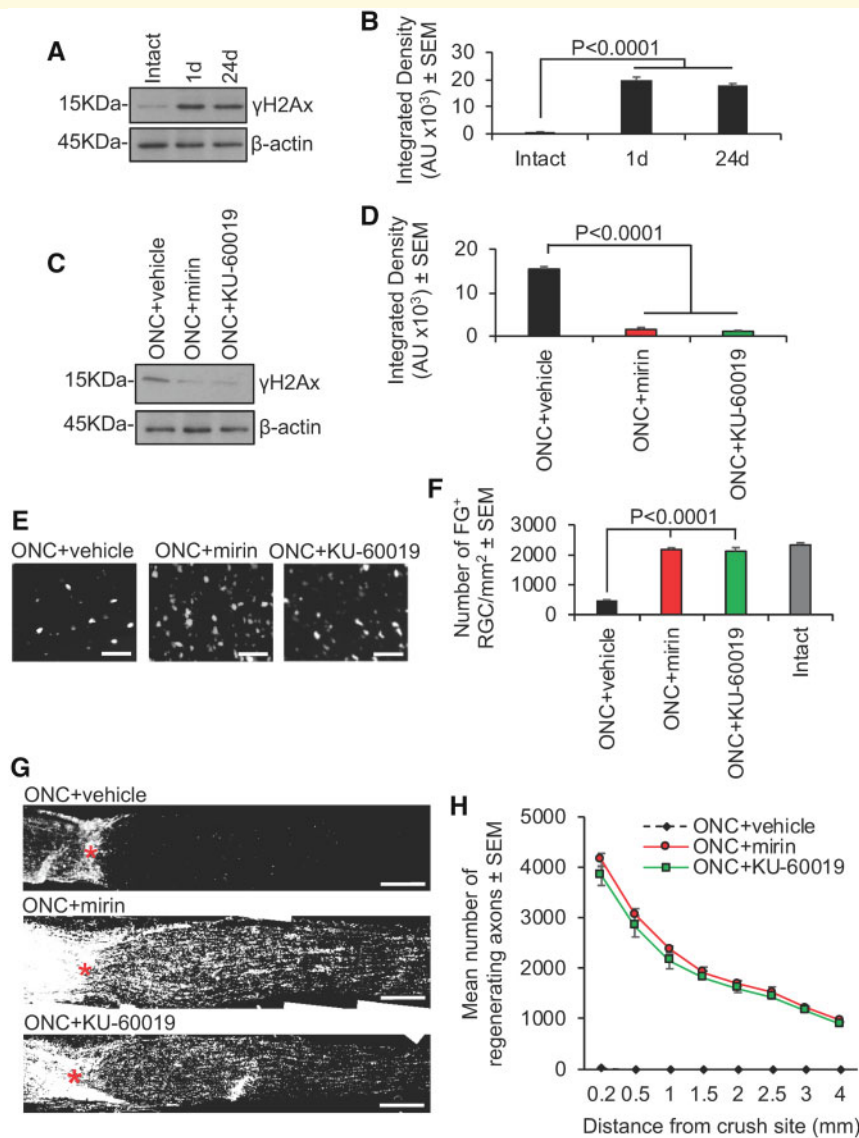 A
Intact
1d
24d
15KDa-
γH2Ax
45KDa-
β-actin
B
Integrated Density
(AU x10³) ± SEM
30
20
10
0
P<0.0001
Intact
1d
24d
C
ONC+vehicle
ONC+mirin
ONC+KU-60019
15KDa-
γH2Ax
45KDa-
β-actin
D
Integrated Density
(AU x10³) ± SEM
20
10
0
P<0.0001
ONC+vehicle
ONC+mirin
ONC+KU-60019
E
ONC+vehicle
ONC+mirin
ONC+KU-60019
F
Number of FG⁺
RGC/mm² ± SEM
3000
2000
1000
0
P<0.0001
ONC+vehicle
ONC+mirin
ONC+KU-60019
Intact
G
ONC+vehicle
*
ONC+mirin
*
ONC+KU-60019
*
H
Mean number of
regenerating axons ± SEM
5000
4000
3000
2000
1000
0
ONC+vehicle
ONC+mirin
ONC+KU-60019
0.2 0.5 1 1.5 2 2.5 3 4
Distance from crush site (mm)